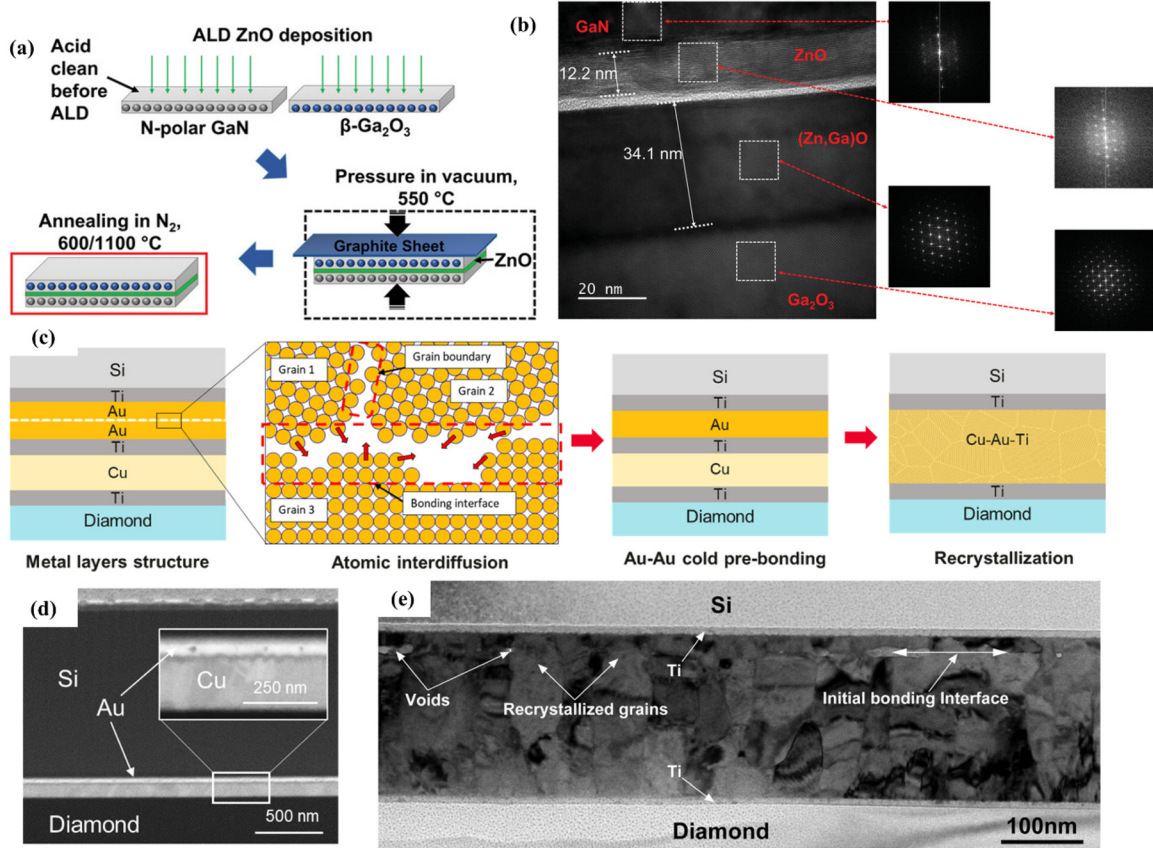 (a)
ALD ZnO deposition
Acid
clean
before
ALD
N-polar GaN
β-Ga₂O₃
Pressure in vacuum,
550 °C
Annealing in N₂,
600/1100 °C
Graphite Sheet
ZnO
(b)
GaN
ZnO
12.2 nm
(Zn,Ga)O
34.1 nm
20 nm
Ga₂O₃
(c)
Si
Ti
Au
Au
Ti
Cu
Ti
Diamond
Metal layers structure
Grain 1
Grain boundary
Grain 2
Grain 3
Bonding interface
Atomic interdiffusion
Si
Ti
Au
Ti
Cu
Ti
Diamond
Au-Au cold pre-bonding
Si
Ti
Cu-Au-Ti
Ti
Diamond
Recrystallization
(d)
Si
Cu
250 nm
Au
500 nm
Diamond
(e)
Si
Ti
Voids
Recrystallized grains
Initial bonding Interface
Ti
Diamond
100nm